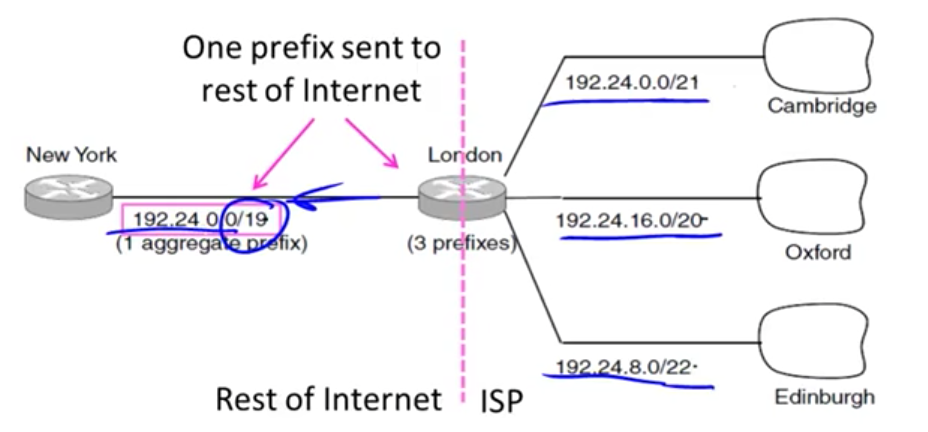 One prefix sent to
rest of Internet
New York
192.24 0.0/19
(1 aggregate prefix)
London
(3 prefixes)
192.24.0.0/21
Cambridge
192.24.16.0/20
Oxford
192.24.8.0/22
Edinburgh
Rest of Internet
ISP